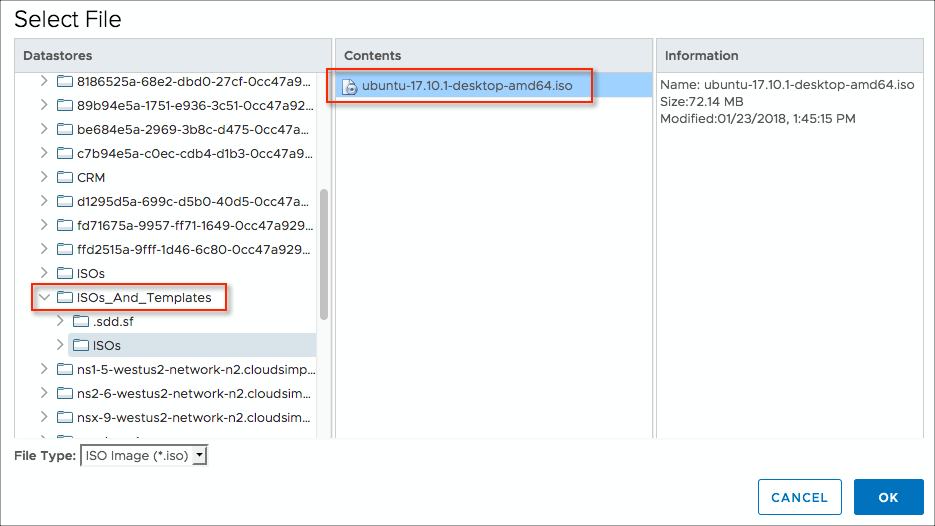 Select File
Datastores
Contents
Information
8186525a-68e2-dbd0-27cf-0cc47a9...
89b94e5a-1751-e936-3c51-0cc47a92...
be684e5a-2969-3b8c-d475-0cc47a...
c7b94e5a-c0ec-cdb4-d1b3-0cc47a9...
CRM
d1295d5a-699c-d5b0-40d5-0cc47a...
fd71675a-9957-ff71-1649-0cc47a929...
ffd2515a-9fff-1d46-6c80-0cc47a929...
ISOs
ISOs_And_Templates
.sdd.sf
ISOs
ns1-5-westus2-network-n2.cloudsimp...
ns2-6-westus2-network-n2.cloudsim...
nsx-9-westus2-network-n2.cloudsim...
ubuntu-17.10.1-desktop-amd64.iso
Name: ubuntu-17.10.1-desktop-amd64.iso
Size:72.14 MB
Modified:01/23/2018, 1:45:15 PM
File Type: ISO Image (*.iso)
CANCEL
OK